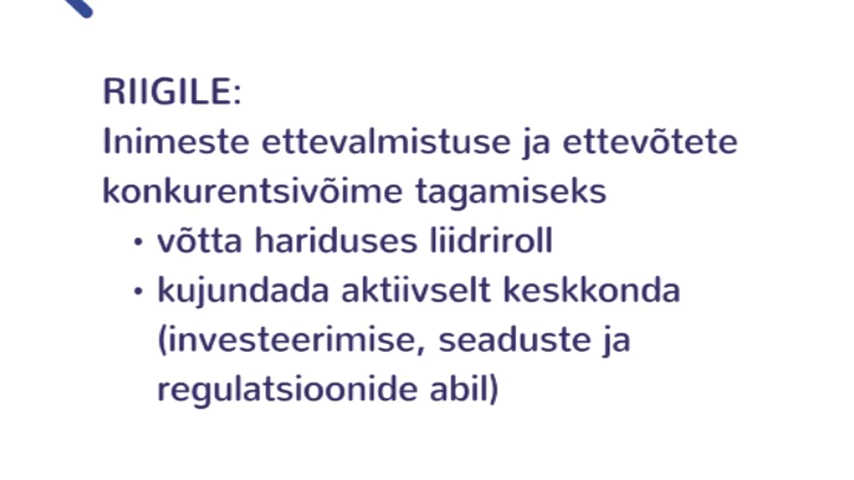 RIIGILE:
Inimeste ettevalmistuse ja ettevõtete
konkurentsivõime tagamiseks
• võtta hariduses liidriroll
• kujundada aktiivselt keskkonda
(investeerimise, seaduste ja
regulatsioonide abil)